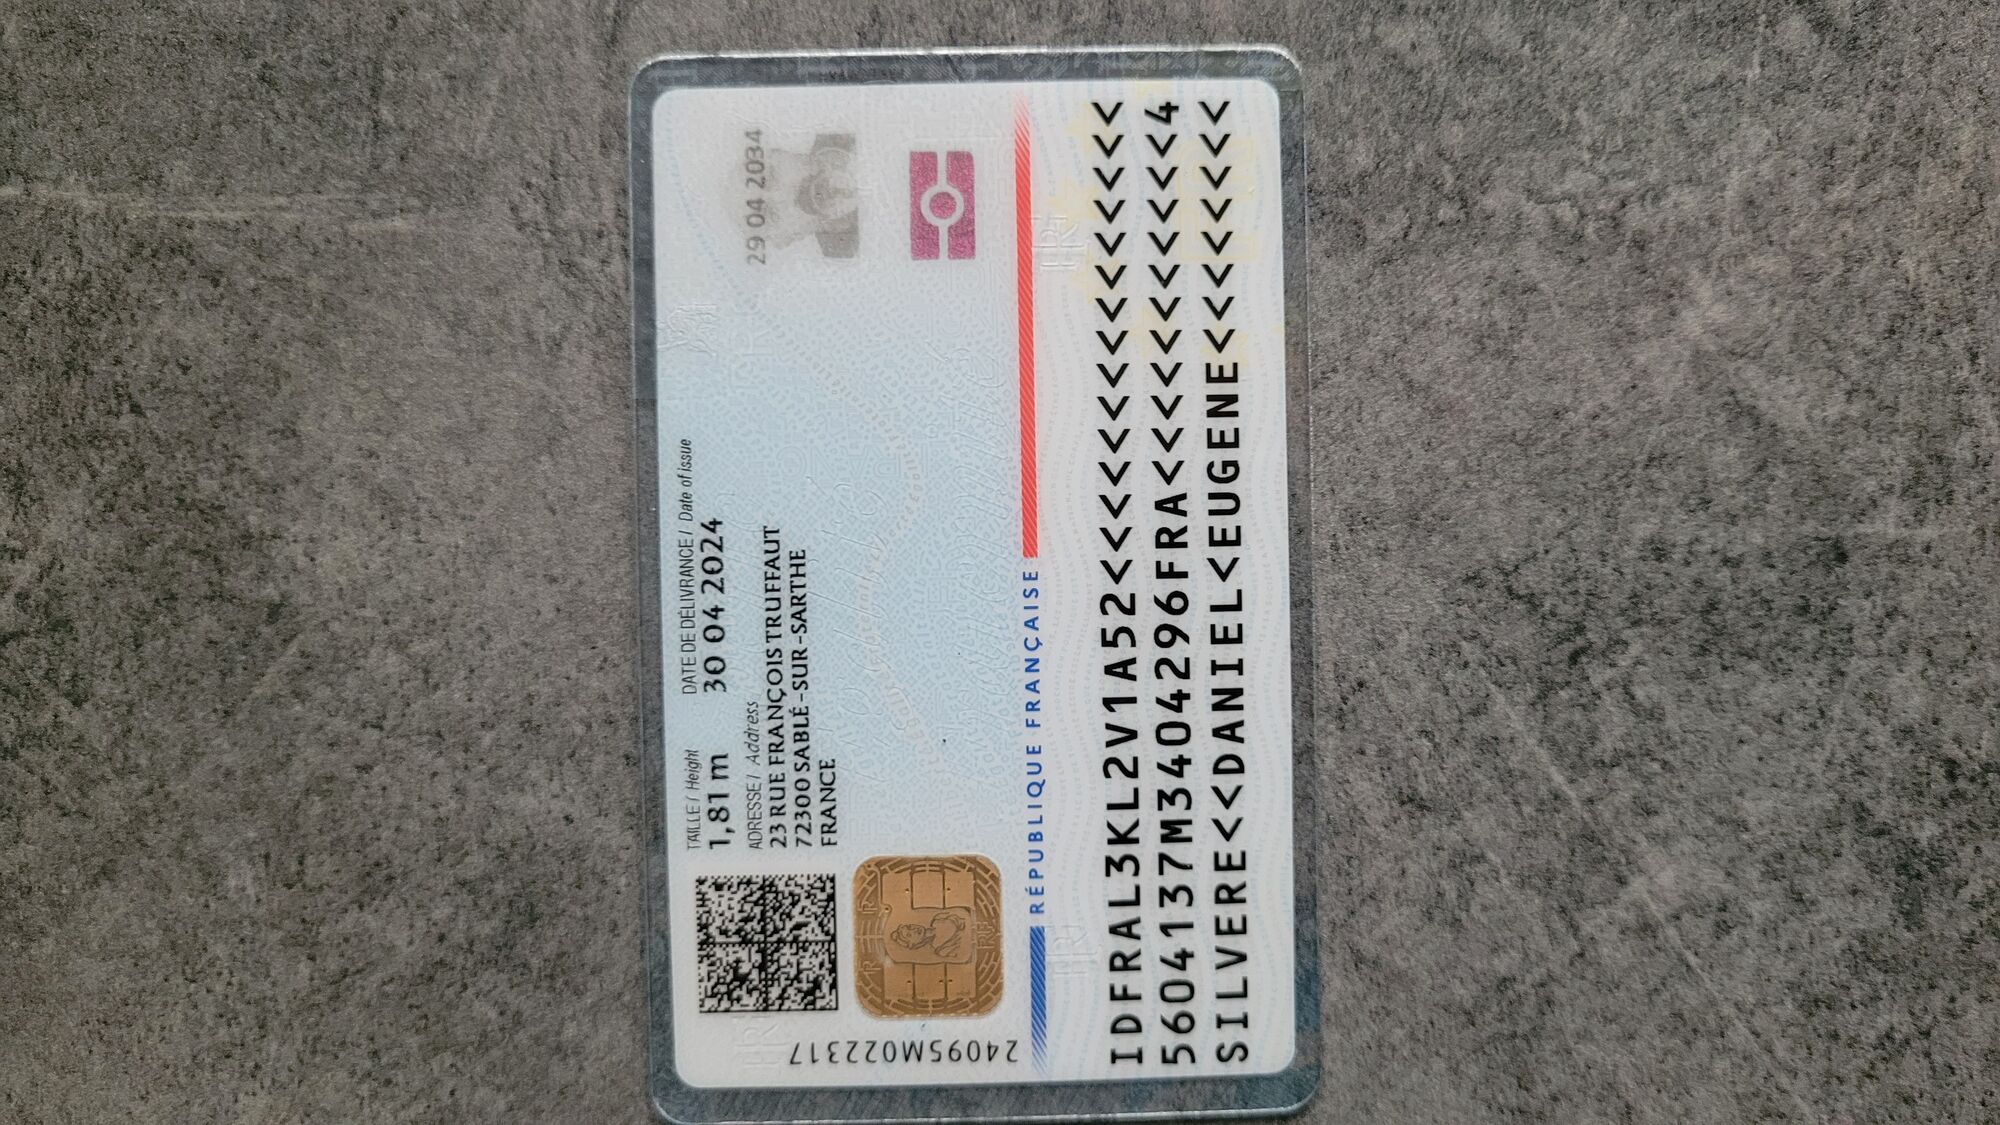 TAILLE / Height
1,81 m
DATE DE DÉLIVRANCE / Date of issue
30 04 2024
ADRESSE / Address
23 RUE FRANÇOIS TRUFFAUT
72300 SABLÉ-SUR-SARTHE
FRANCE
29 04 2034
24095M022317
RÉPUBLIQUE FRANÇAISE
IDFRAL3KL2V1A52<<<<<<<<<<<<<<<
5604137M3404296FRA<<<<<<<<<<<4
SILVERE<<DANIEL<EUGENE<<<<<<<<